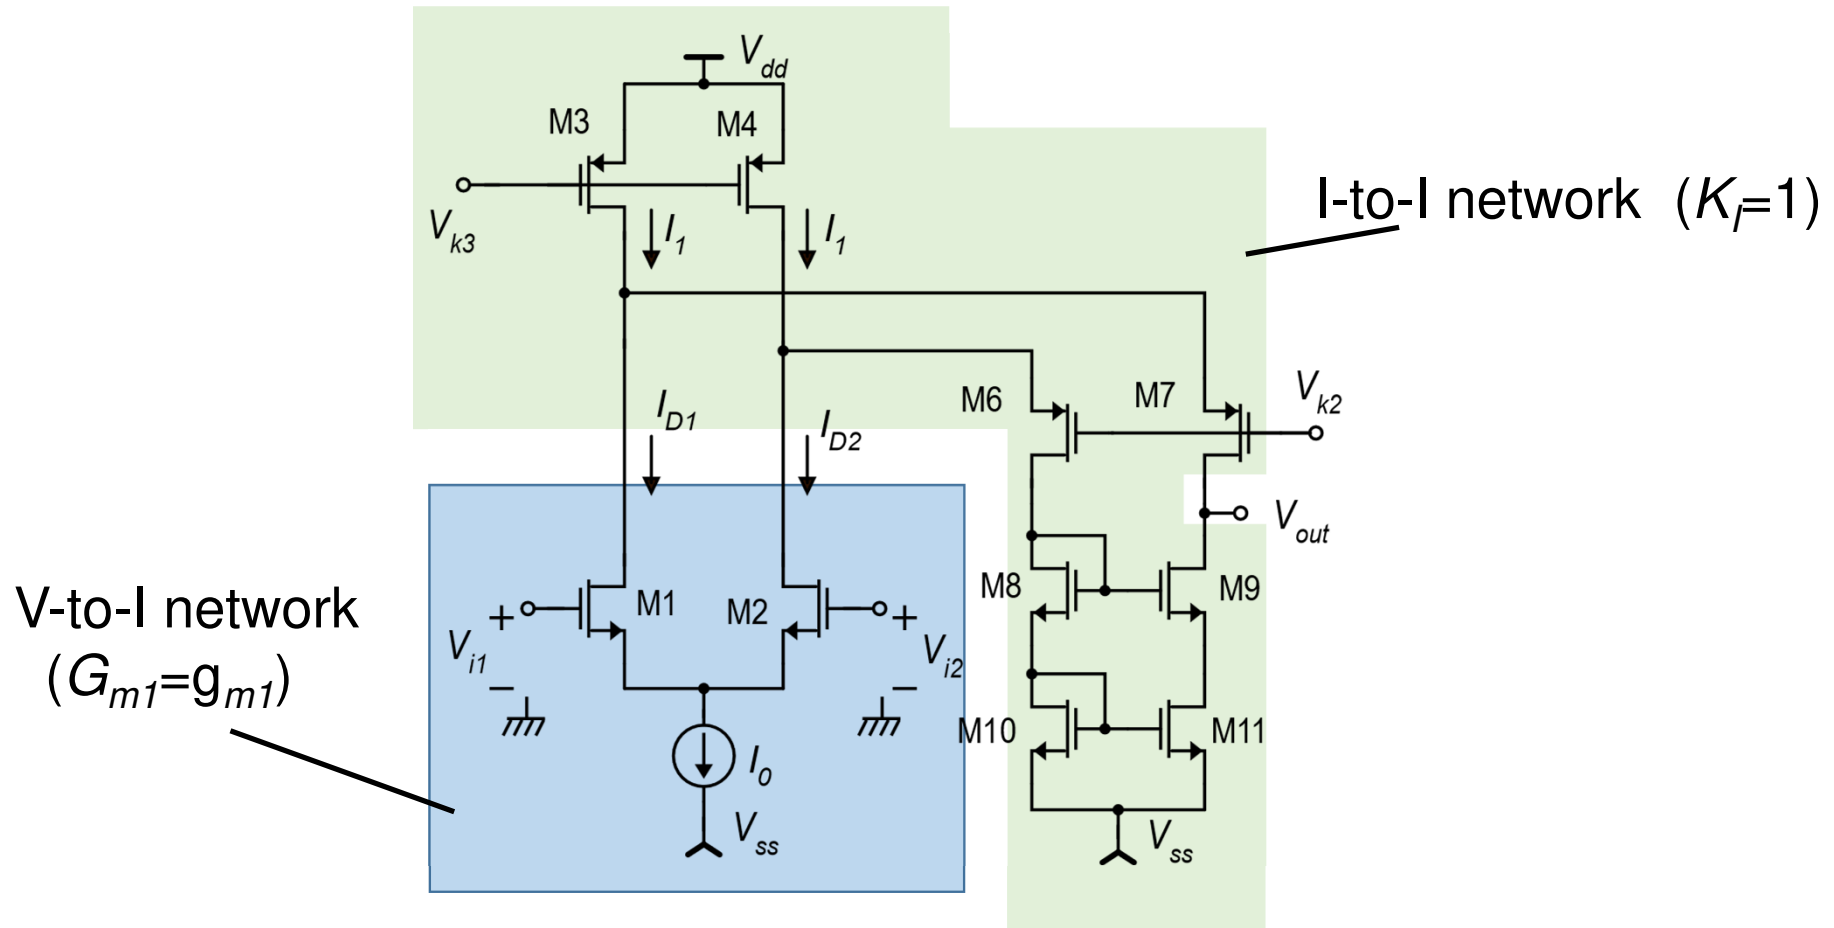 V_dd
M3
M4
V_k3
I_1
I_1
I-to-I network (K_I=1)
M6
M7
V_k2
I_D1
I_D2
V_out
V-to-I network
(G_m1=g_m1)
+
V_i1
−
M1
M2
+
V_i2
−
M8
M9
M10
M11
I_0
V_ss
V_ss